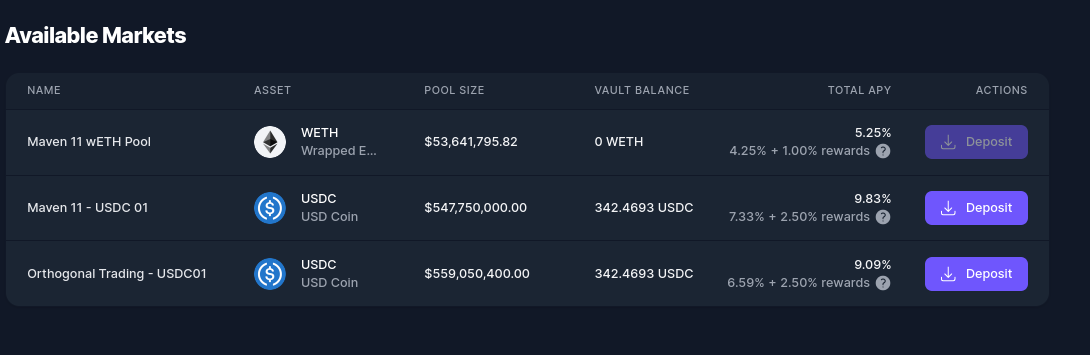 Available Markets
NAME ASSET POOL SIZE VAULT BALANCE TOTAL APY ACTIONS
Maven 11 wETH Pool WETH $53,641,795.82 0 WETH 5.25% Deposit
Wrapped E... 4.25% + 1.00% rewards ?
Maven 11 - USDC 01 USDC $547,750,000.00 342.4693 USDC 9.83% Deposit
USD Coin 7.33% + 2.50% rewards ?
Orthogonal Trading - USDC01 USDC $559,050,400.00 342.4693 USDC 9.09% Deposit
USD Coin 6.59% + 2.50% rewards ?